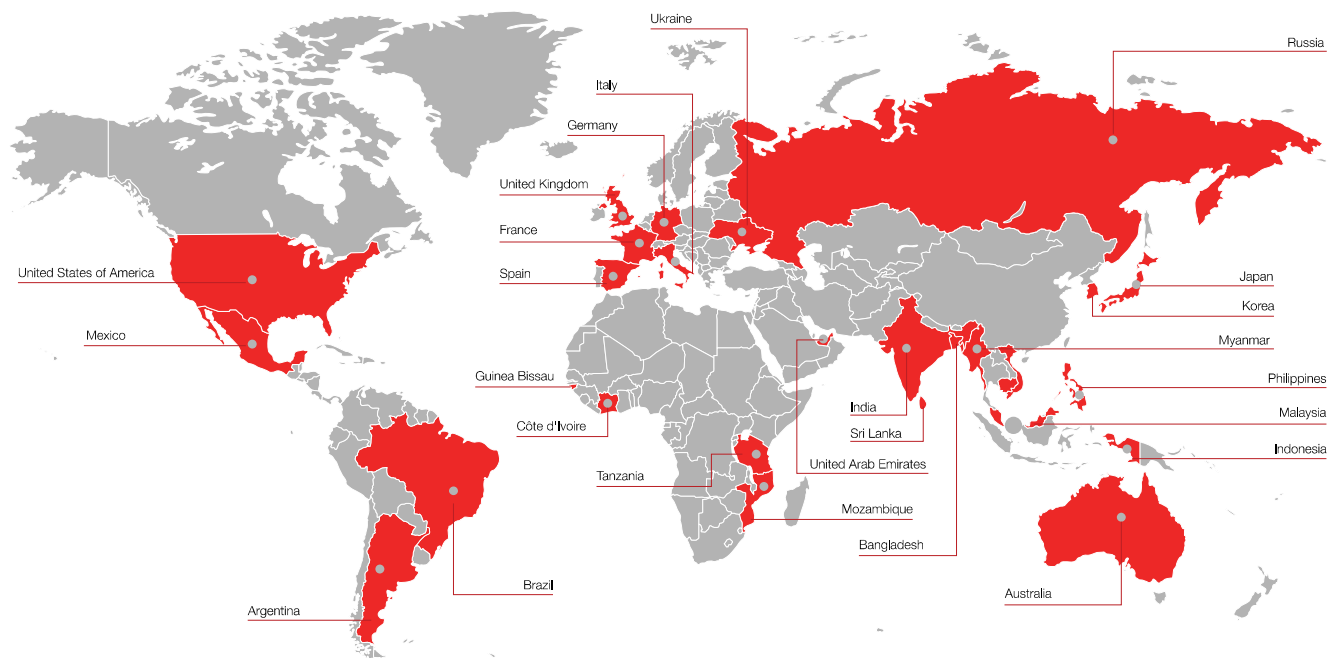 Ukraine
Russia
Italy
Germany
United Kingdom
France
Spain
United States of America
Japan
Korea
Mexico
Myanmar
Guinea Bissau
Philippines
India
Malaysia
Côte d'Ivoire
Sri Lanka
Indonesia
United Arab Emirates
Tanzania
Mozambique
Bangladesh
Brazil
Australia
Argentina